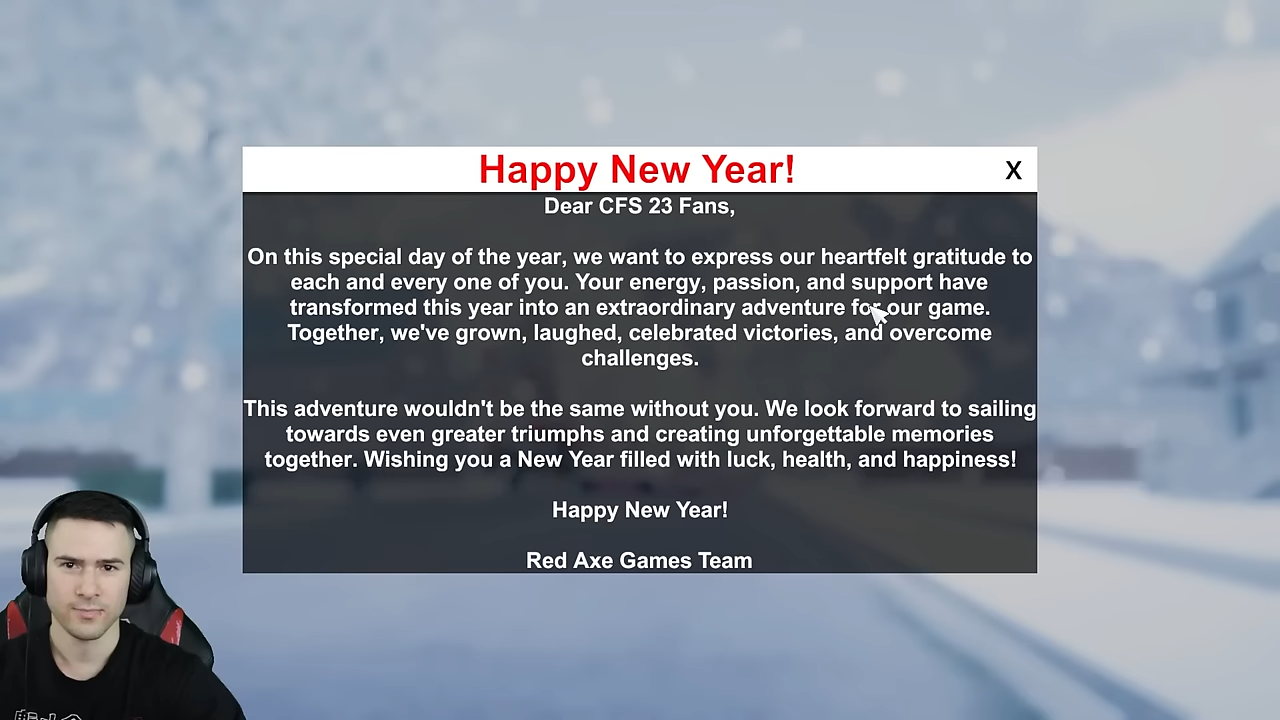 Happy New Year!
X
Dear CFS 23 Fans,
On this special day of the year, we want to express our heartfelt gratitude to
each and every one of you. Your energy, passion, and support have
transformed this year into an extraordinary adventure for our game.
Together, we've grown, laughed, celebrated victories, and overcome
challenges.
This adventure wouldn't be the same without you. We look forward to sailing
towards even greater triumphs and creating unforgettable memories
together. Wishing you a New Year filled with luck, health, and happiness!
Happy New Year!
Red Axe Games Team